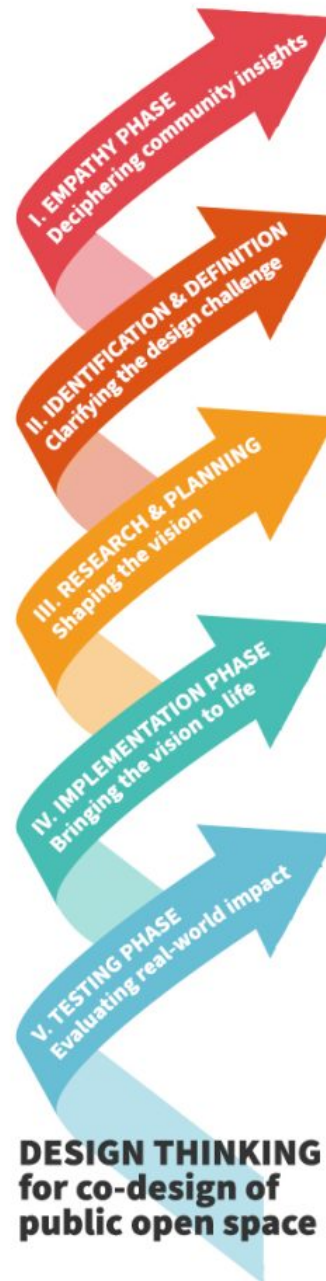 I. EMPATHY PHASE
Deciphering community insights
II. IDENTIFICATION & DEFINITION
Clarifying the design challenge
III. RESEARCH & PLANNING
Shaping the vision
IV. IMPLEMENTATION PHASE
Bringing the vision to life
V. TESTING PHASE
Evaluating real-world impact
DESIGN THINKING
for co-design of
public open space